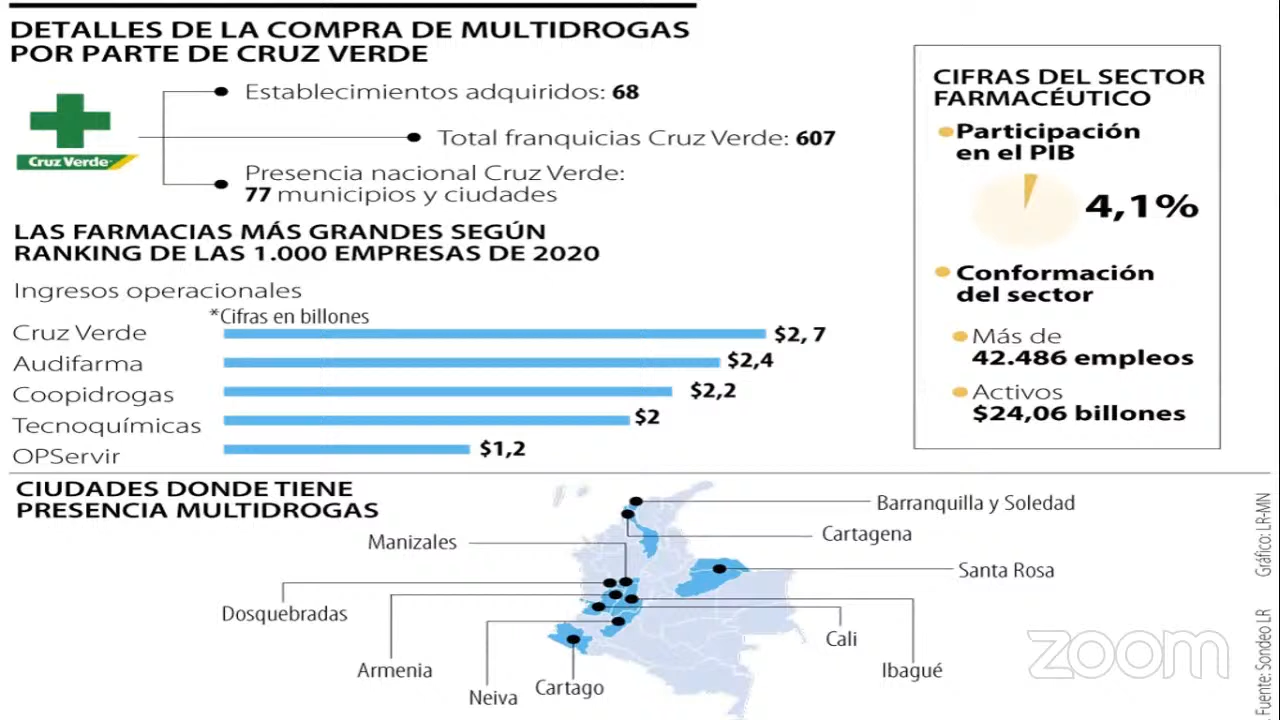 DETALLES DE LA COMPRA DE MULTIDROGAS
POR PARTE DE CRUZ VERDE
Cruz Verde
Establecimientos adquiridos: 68
Total franquicias Cruz Verde: 607
Presencia nacional Cruz Verde:
77 municipios y ciudades
LAS FARMACIAS MÁS GRANDES SEGÚN
RANKING DE LAS 1.000 EMPRESAS DE 2020
Ingresos operacionales
*Cifras en billones
Cruz Verde $2, 7
Audifarma $2,4
Coopidrogas $2,2
Tecnoquímicas $2
OPServir $1,2
CIFRAS DEL SECTOR
FARMACÉUTICO
Participación
en el PIB
4,1%
Conformación
del sector
Más de
42.486 empleos
Activos
$24,06 billones
CIUDADES DONDE TIENE
PRESENCIA MULTIDROGAS
Barranquilla y Soledad
Cartagena
Manizales
Santa Rosa
Dosquebradas
Cali
Armenia
Ibagué
Neiva
Cartago
zoom
Fuente: Sondeo LR
Gráfico: LR-MN